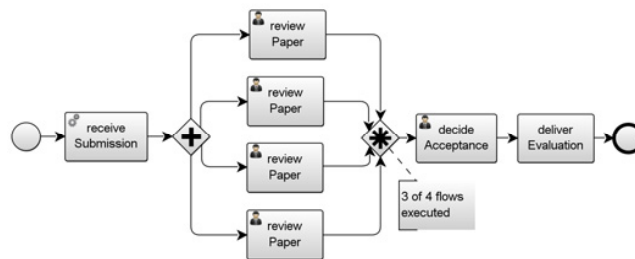 review
Paper
review
Paper
receive
Submission
review
Paper
review
Paper
decide
Acceptance
deliver
Evaluation
3 of 4 flows
executed